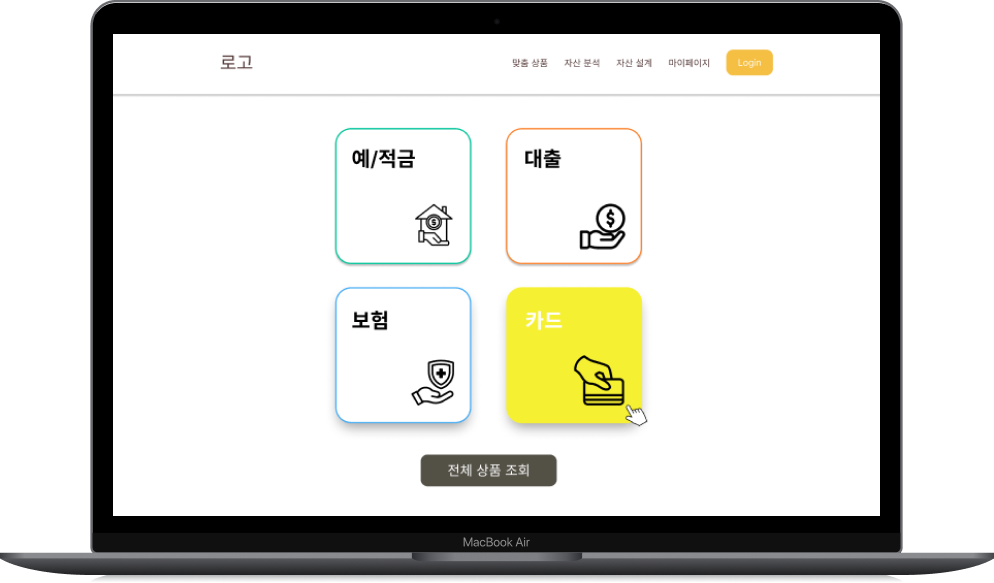 로고
맞춤 상품 자산 분석 자산 설계 마이페이지 Login
예/적금
대출
보험
카드
전체 상품 조회
MacBook Air